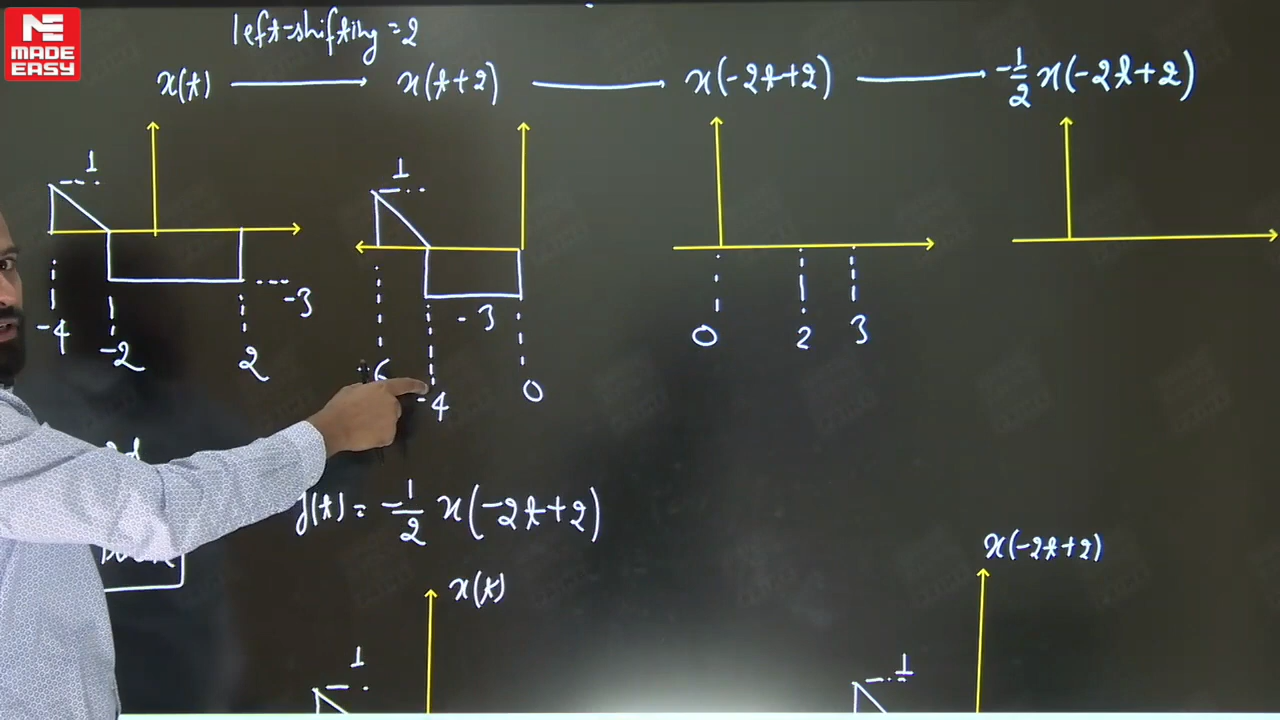 ME
MADE
EASY
left-shifting = 2
x(t) x(t+2) x(-2t+2) -1/2 x(-2t+2)
1 1
-3
-3
-4 -2 2
-4 0
0 2 3
y(t) = -1/2 x(-2t+2)
x(t)
x(-2t+2)
1 1